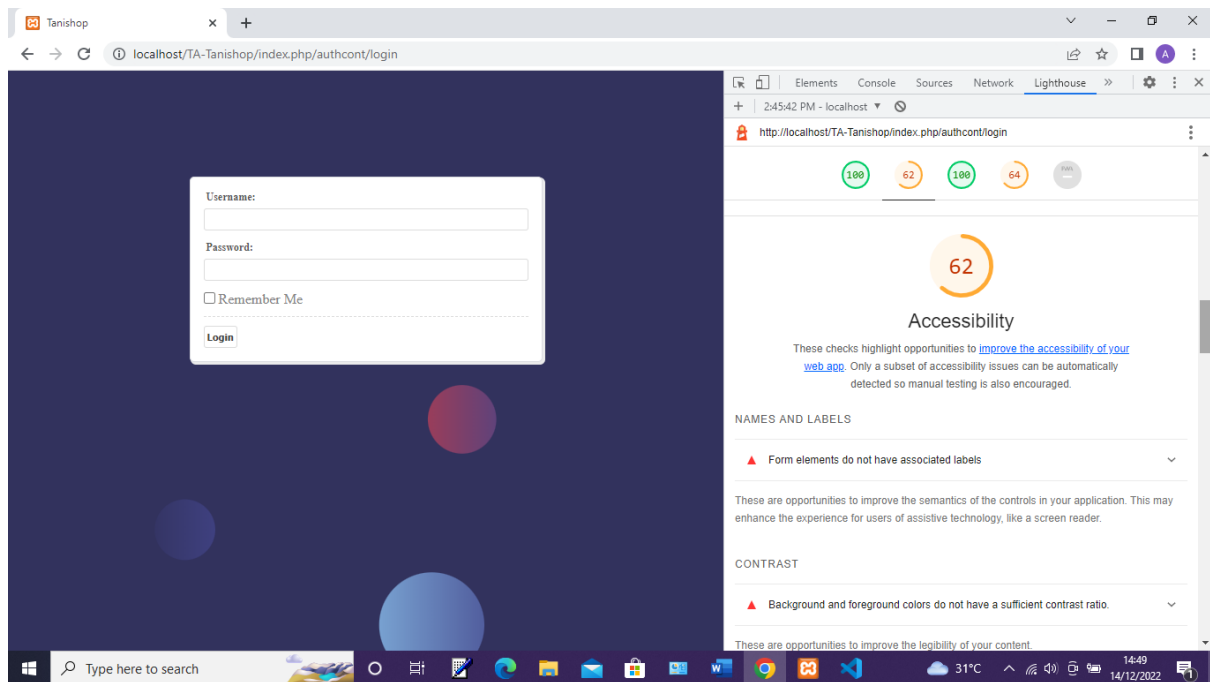 Tanishop
localhost/TA-Tanishop/index.php/authcont/login
A
Username:
Password:
Remember Me
Login
Elements Console Sources Network Lighthouse
2:45:42 PM - localhost
http://localhost/TA-Tanishop/index.php/authcont/login
100 62 100 64
62
Accessibility
These checks highlight opportunities to improve the accessibility of your
web app. Only a subset of accessibility issues can be automatically
detected so manual testing is also encouraged.
NAMES AND LABELS
Form elements do not have associated labels
These are opportunities to improve the semantics of the controls in your application. This may
enhance the experience for users of assistive technology, like a screen reader.
CONTRAST
Background and foreground colors do not have a sufficient contrast ratio.
These are opportunities to improve the legibility of your content.
Type here to search
31°C
14:49
14/12/2022
1